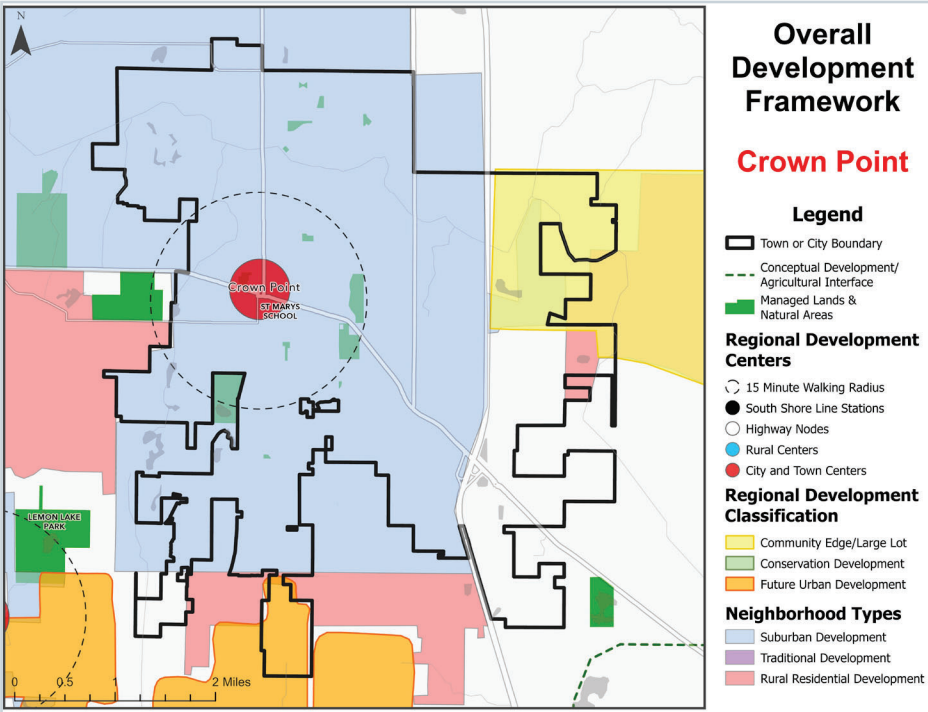 N
Crown Point
ST MARYS
SCHOOL
LEMON LAKE
PARK
0 0.5 1 2 Miles
Overall
Development
Framework
Crown Point
Legend
Town or City Boundary
Conceptual Development/
Agricultural Interface
Managed Lands &
Natural Areas
Regional Development
Centers
15 Minute Walking Radius
South Shore Line Stations
Highway Nodes
Rural Centers
City and Town Centers
Regional Development
Classification
Community Edge/Large Lot
Conservation Development
Future Urban Development
Neighborhood Types
Suburban Development
Traditional Development
Rural Residential Development